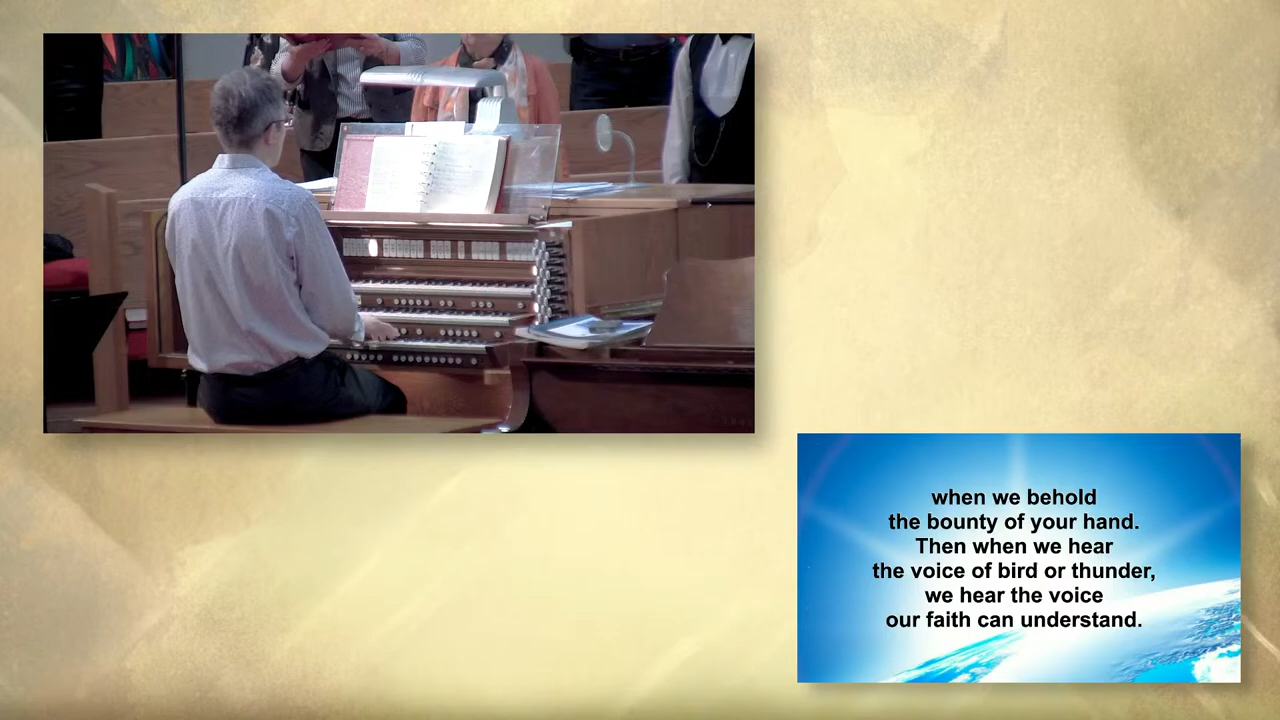 when we behold
the bounty of your hand.
Then when we hear
the voice of bird or thunder,
we hear the voice
our faith can understand.